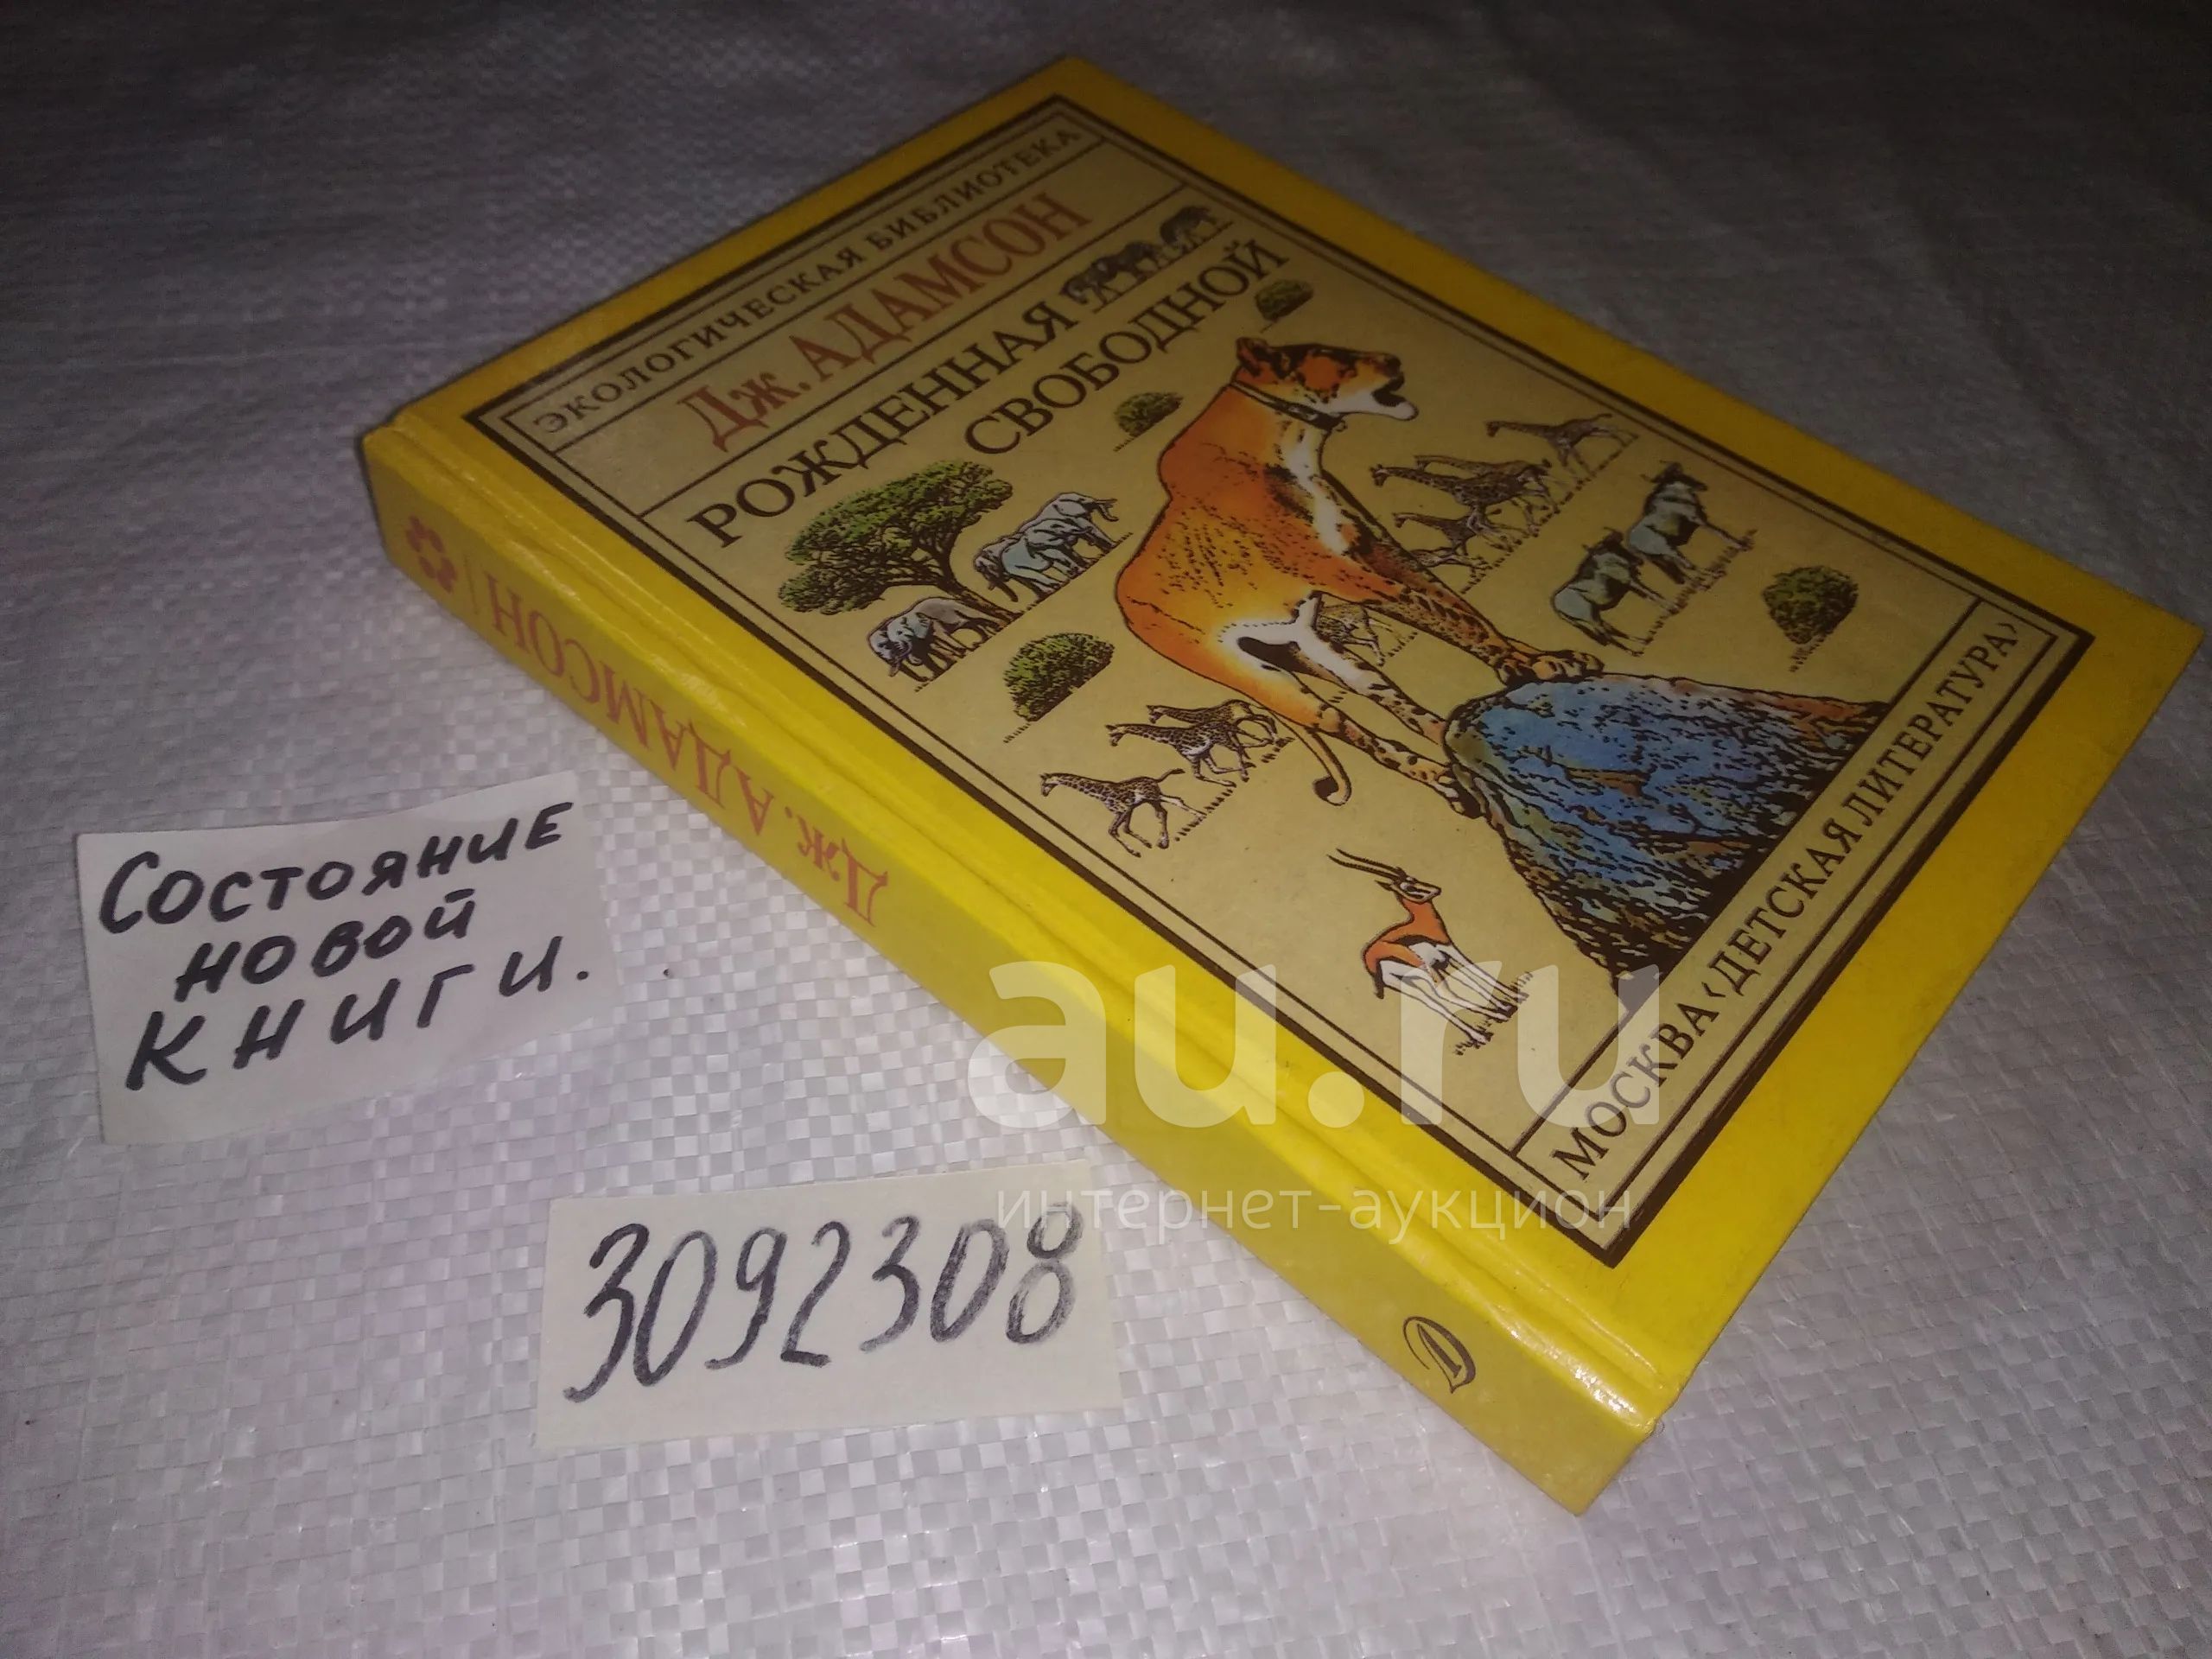 ЭКОЛОГИЧЕСКАЯ БИБЛИОТЕКА
Дж. АДАМСОН
РОЖДЕННАЯ
СВОБОДНОЙ
МОСКВА ‹ДЕТСКАЯ ЛИТЕРАТУРА›
Дж. АДАМСОН
Состояние
новой
книги.
3092308
au.ru
интернет-аукцион